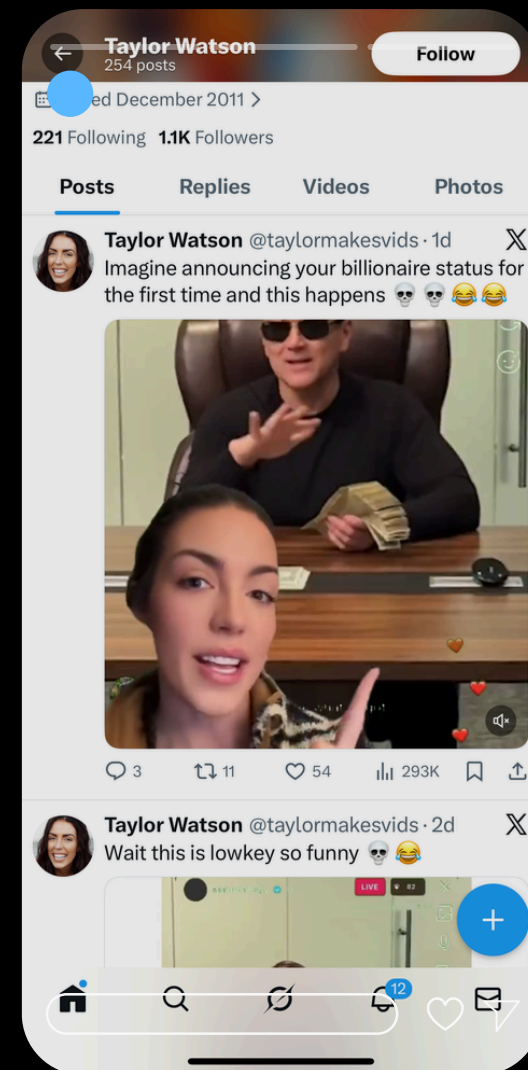 Taylor Watson
254 posts
Follow
ed December 2011
221 Following 1.1K Followers
Posts Replies Videos Photos
Taylor Watson @taylormakesvids · 1d
Imagine announcing your billionaire status for
the first time and this happens 💀 💀 😂 😂
3 11 54 293K
Taylor Watson @taylormakesvids · 2d
Wait this is lowkey so funny 💀 😂
LIVE 82
12